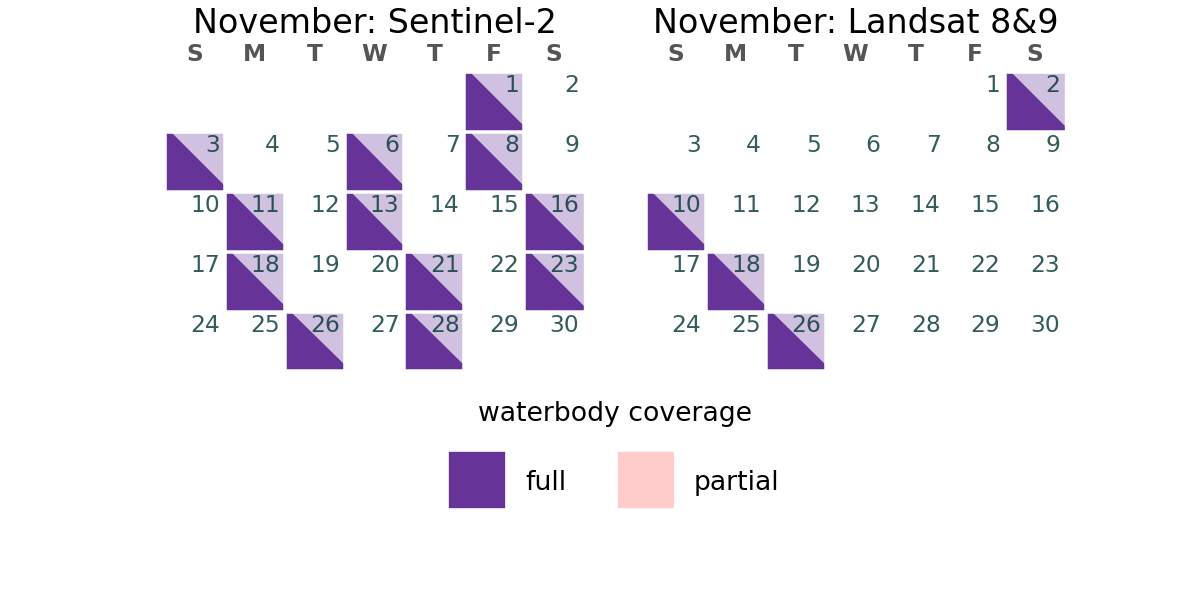 November: Sentinel-2
S M T W T F S
1 2
3 4 5 6 7 8 9
10 11 12 13 14 15 16
17 18 19 20 21 22 23
24 25 26 27 28 29 30
November: Landsat 8&9
S M T W T F S
1 2
3 4 5 6 7 8 9
10 11 12 13 14 15 16
17 18 19 20 21 22 23
24 25 26 27 28 29 30
waterbody coverage
full
partial